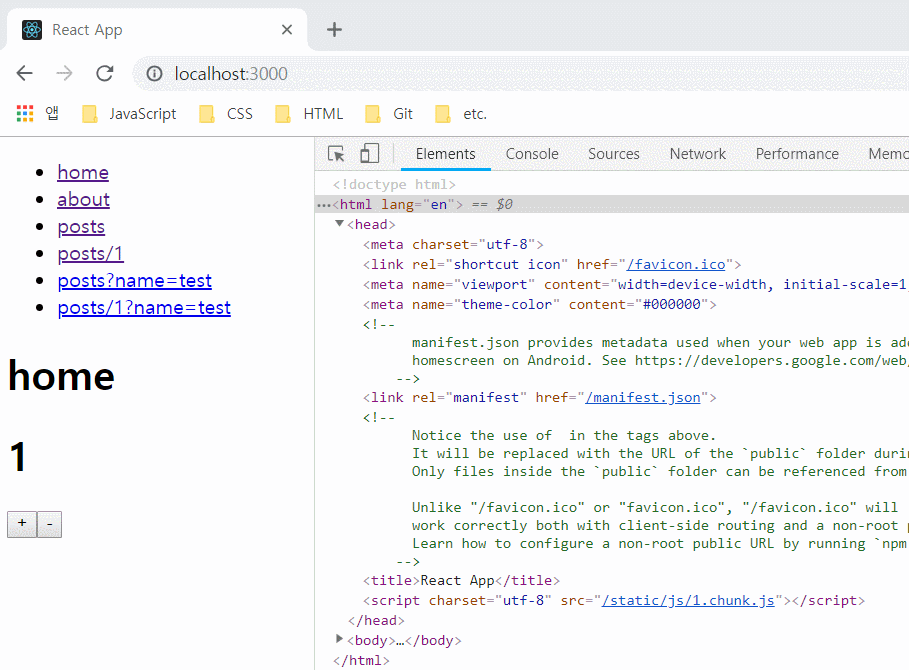 React App
localhost:3000
앱 JavaScript CSS HTML Git etc.
home
about
posts
posts/1
posts?name=test
posts/1?name=test
home
1
+ -
Elements Console Sources Network Performance Memo
<!doctype html>
…<html lang="en"> == $0
<head>
<meta charset="utf-8">
<link rel="shortcut icon" href="/favicon.ico">
<meta name="viewport" content="width=device-width, initial-scale=1,
<meta name="theme-color" content="#000000">
<!--
manifest.json provides metadata used when your web app is add
homescreen on Android. See https://developers.google.com/web/
-->
<link rel="manifest" href="/manifest.json">
<!--
Notice the use of  in the tags above.
It will be replaced with the URL of the `public` folder durin
Only files inside the `public` folder can be referenced from
Unlike "/favicon.ico" or "favicon.ico", "/favicon.ico" will
work correctly both with client-side routing and a non-root p
Learn how to configure a non-root public URL by running `npm
-->
<title>React App</title>
<script charset="utf-8" src="/static/js/1.chunk.js"></script>
</head>
<body>…</body>
</html>